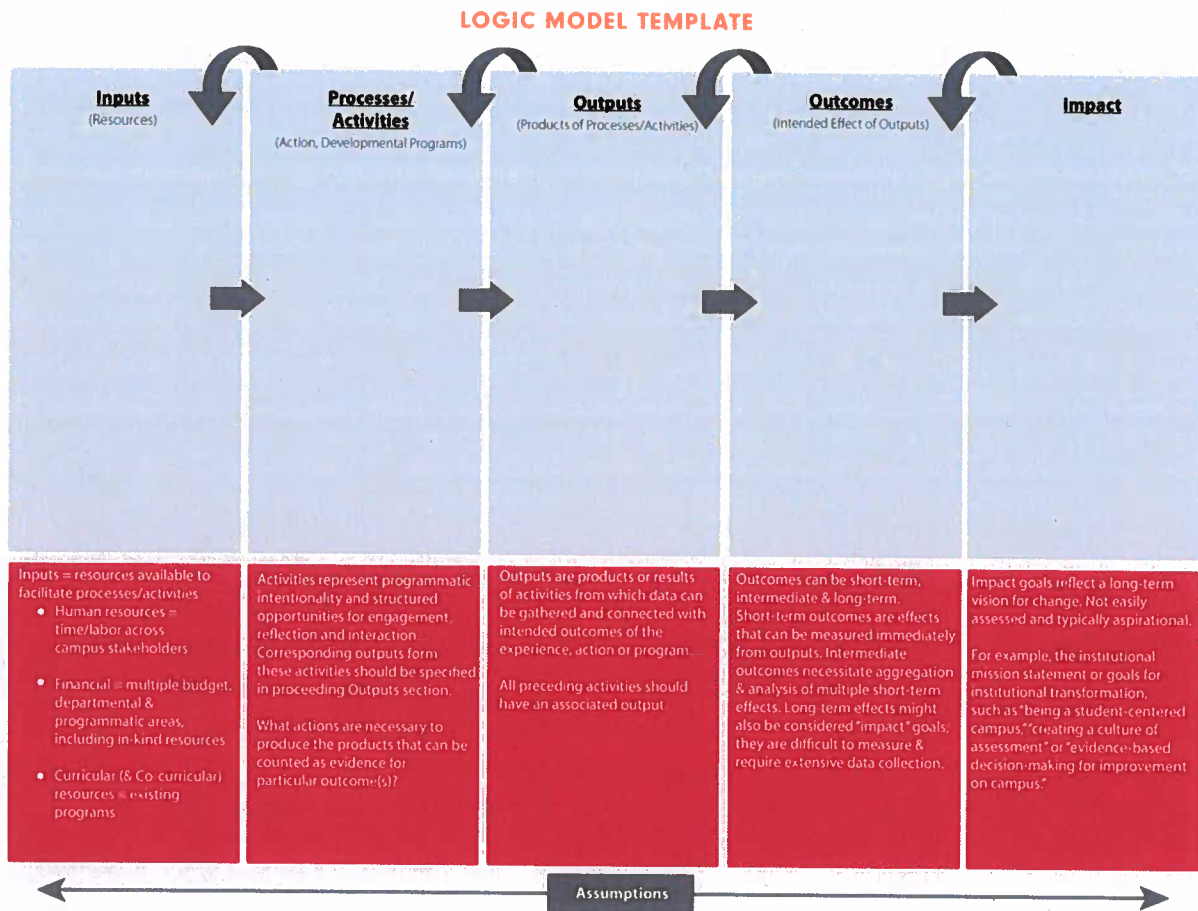 LOGIC MODEL TEMPLATE
Inputs
(Resources)
Processes/
Activities
(Action, Developmental Programs)
Outputs
(Products of Processes/Activities)
Outcomes
(Intended Effect of Outputs)
Impact
Inputs = resources available to
facilitate processes/activities
• Human resources =
time/labor across
campus stakeholders
• Financial = multiple budget,
departmental &
programmatic areas,
including in-kind resources
• Curricular (& Co-curricular)
resources = existing
programs
Activities represent programmatic
intentionality and structured
opportunities for engagement,
reflection and interaction.
Corresponding outputs form
these activities should be specified
in proceeding Outputs section.
What actions are necessary to
produce the products that can be
counted as evidence for
particular outcome(s)?
Outputs are products or results
of activities from which data can
be gathered and connected with
intended outcomes of the
experience, action or program....
All preceding activities should
have an associated output
Outcomes can be short-term,
intermediate & long-term.
Short-term outcomes are effects
that can be measured immediately
from outputs. Intermediate
outcomes necessitate aggregation
& analysis of multiple short-term
effects. Long term effects might
also be considered "impact" goals,
they are difficult to measure &
require extensive data collection.
Impact goals reflect a long-term
vision for change. Not easily
assessed and typically aspirational.
For example, the institutional
mission statement or goals for
institutional transformation,
such as "being a student-centered
campus," "creating a culture of
assessment" or "evidence-based
decision-making for improvement
on campus."
Assumptions